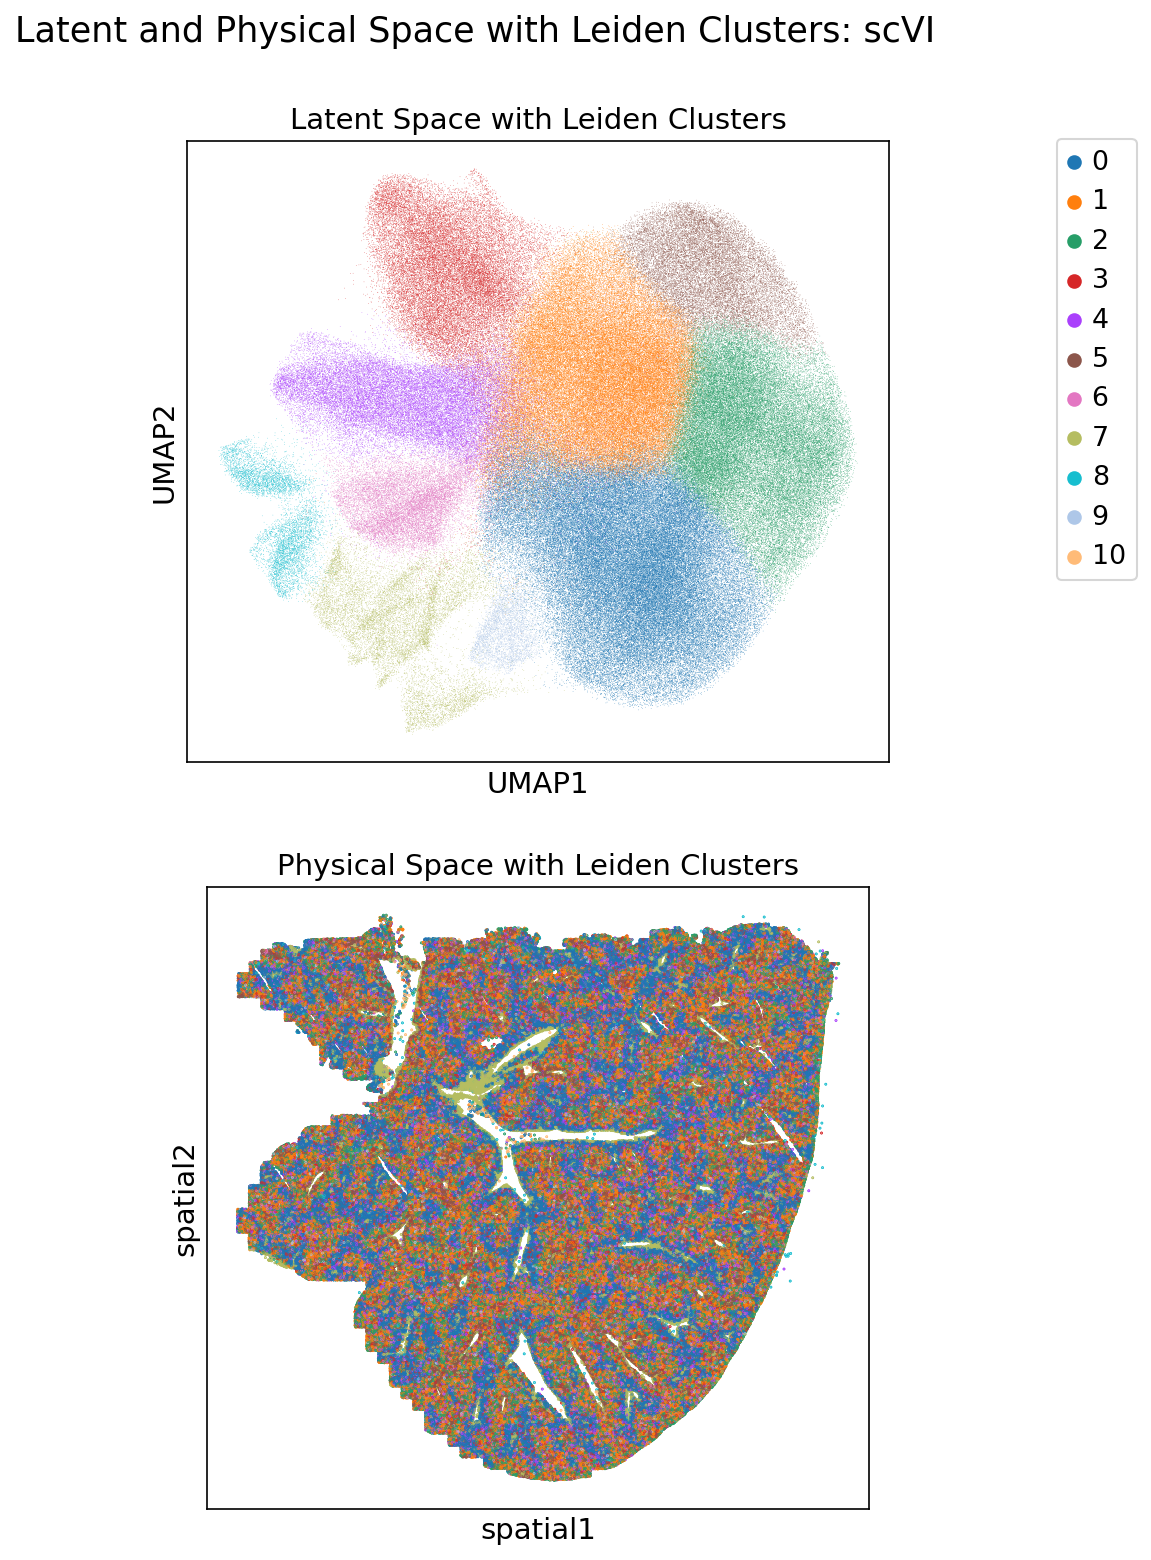 Latent and Physical Space with Leiden Clusters: scVI
Latent Space with Leiden Clusters
0
1
2
3
4
5
6
7
8
9
10
UMAP2
UMAP1
Physical Space with Leiden Clusters
spatial2
spatial1